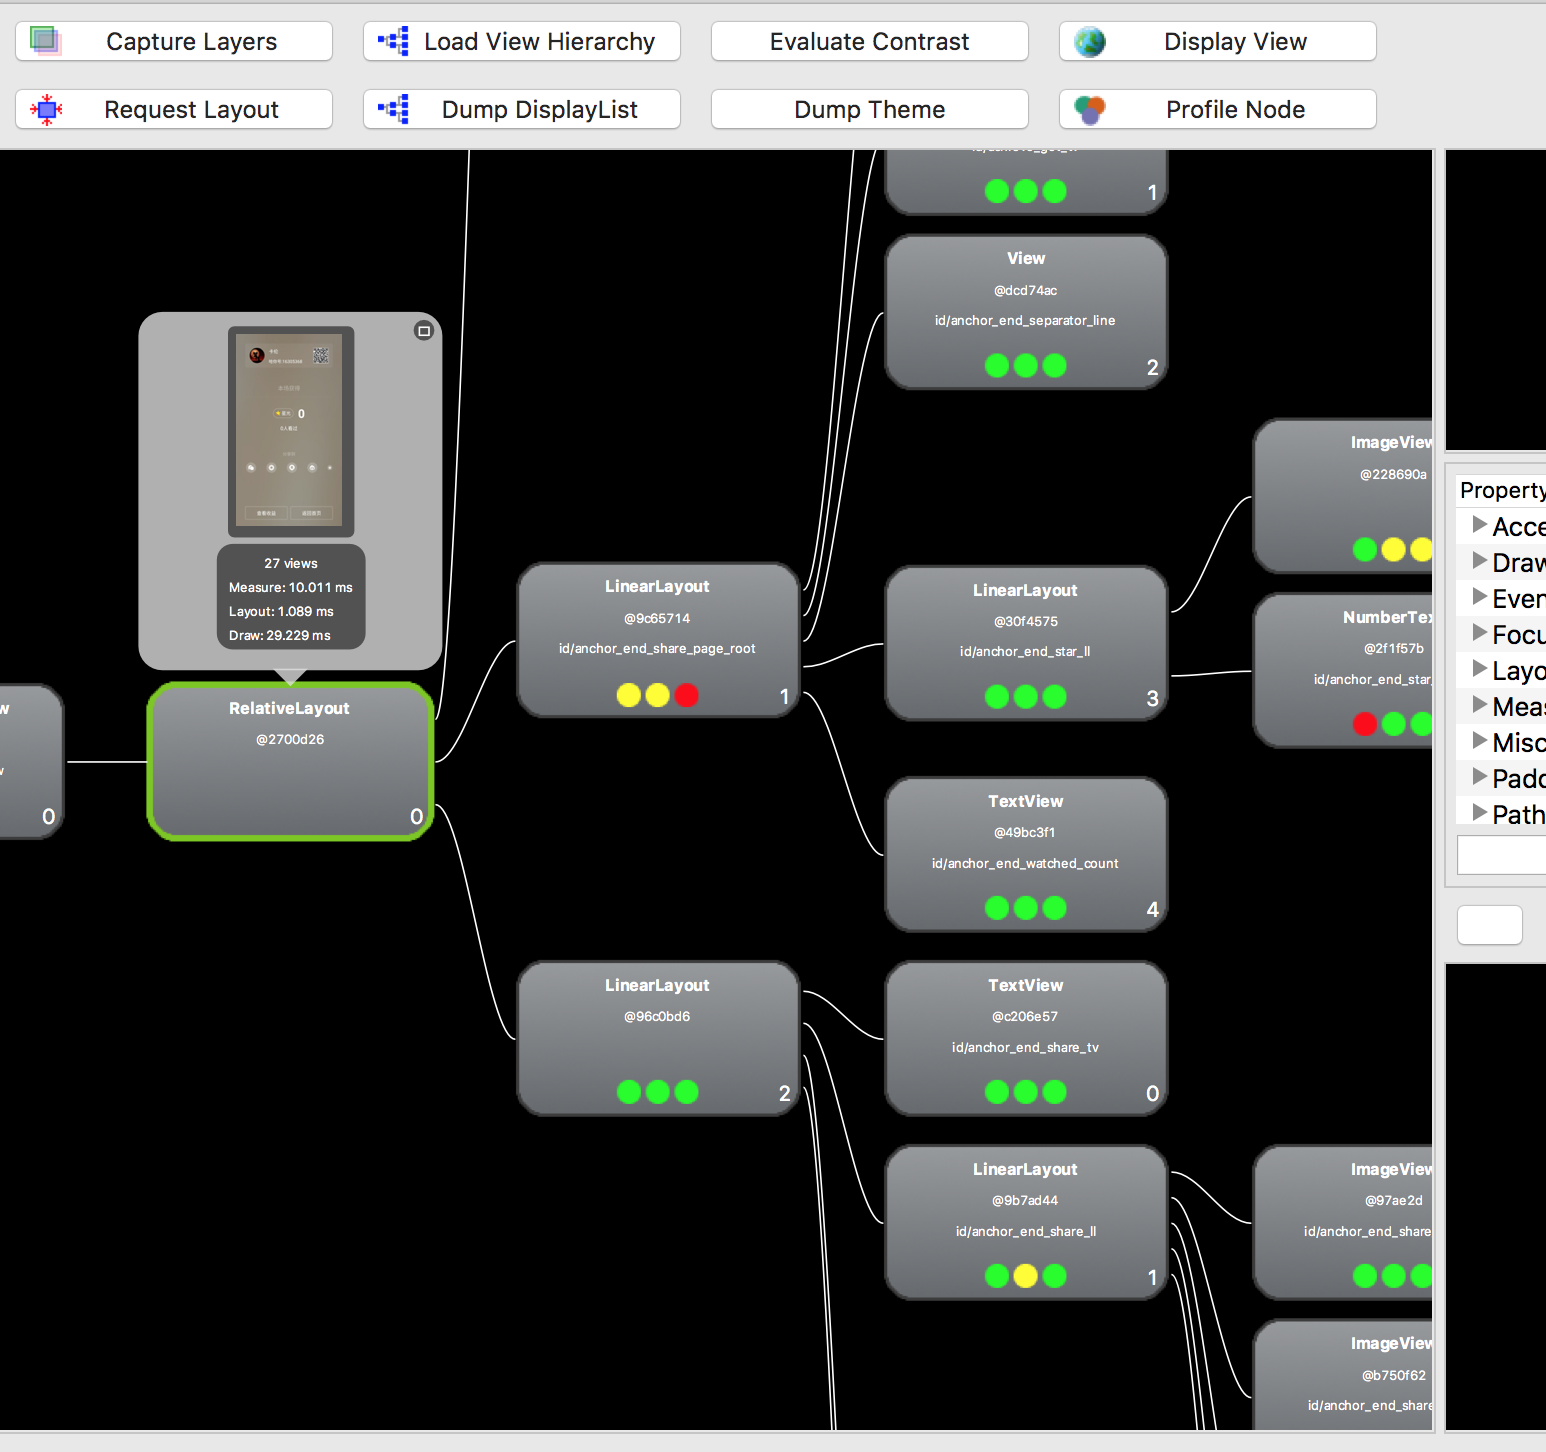 Capture Layers
Load View Hierarchy
Evaluate Contrast
Display View
Request Layout
Dump DisplayList
Dump Theme
Profile Node
1
View
@dcd74ac
id/anchor_end_separator_line
2
0
27 views
Measure: 10.011 ms
Layout: 1.089 ms
Draw: 29.229 ms
w
0
RelativeLayout
@2700d26
0
LinearLayout
@9c65714
id/anchor_end_share_page_root
1
LinearLayout
@30f4575
id/anchor_end_star_ll
3
ImageView
@228690a
NumberTex
@2f1f57b
id/anchor_end_star_
TextView
@49bc3f1
id/anchor_end_watched_count
4
LinearLayout
@96c0bd6
2
TextView
@c206e57
id/anchor_end_share_tv
0
LinearLayout
@9b7ad44
id/anchor_end_share_ll
1
ImageView
@97ae2d
id/anchor_end_share
ImageView
@b750f62
id/anchor_end_share
Property
Acce
Draw
Even
Focu
Layo
Meas
Misc
Padd
Path